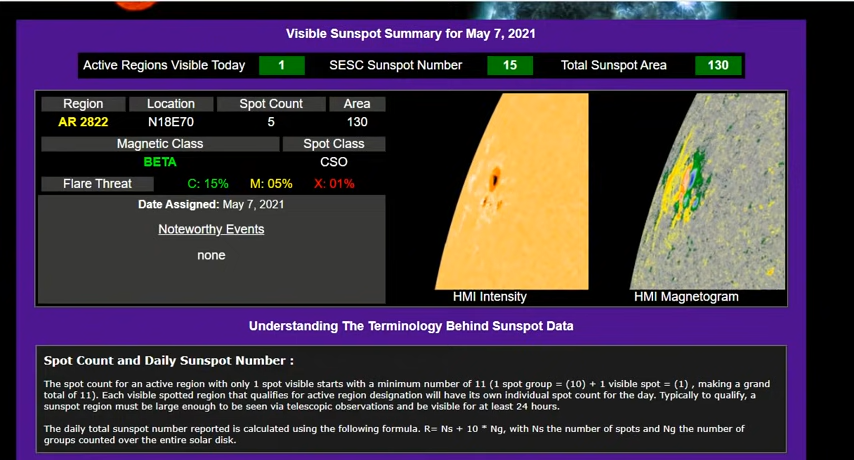 Visible Sunspot Summary for May 7, 2021
Active Regions Visible Today 1 SESC Sunspot Number 15 Total Sunspot Area 130
Region Location Spot Count Area
AR 2822 N18E70 5 130
Magnetic Class Spot Class
BETA CSO
Flare Threat C: 15% M: 05% X: 01%
Date Assigned: May 7, 2021
Noteworthy Events
none
HMI Intensity HMI Magnetogram
Understanding The Terminology Behind Sunspot Data
Spot Count and Daily Sunspot Number :
The spot count for an active region with only 1 spot visible starts with a minimum number of 11 (1 spot group = (10) + 1 visible spot = (1) , making a grand
total of 11). Each visible spotted region that qualifies for active region designation will have its own individual spot count for the day. Typically to qualify, a
sunspot region must be large enough to be seen via telescopic observations and be visible for at least 24 hours.
The daily total sunspot number reported is calculated using the following formula. R= Ns + 10 * Ng, with Ns the number of spots and Ng the number of
groups counted over the entire solar disk.